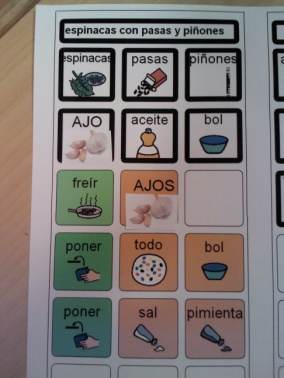 espinacas con pasas y piñones
espinacas pasas piñones
AJO aceite bol
freír AJOS
poner todo bol
poner sal pimienta